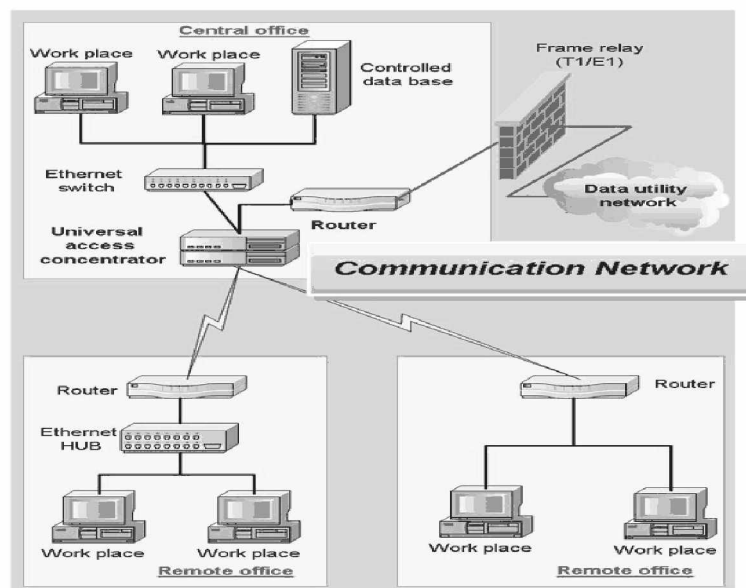 Central office
Work place
Work place
Controlled
data base
Frame relay
(T1/E1)
Ethernet
switch
Data utility
network
Router
Universal
access
concentrator
Communication Network
Router
Router
Ethernet
HUB
Work place
Work place
Remote office
Work place
Work place
Remote office